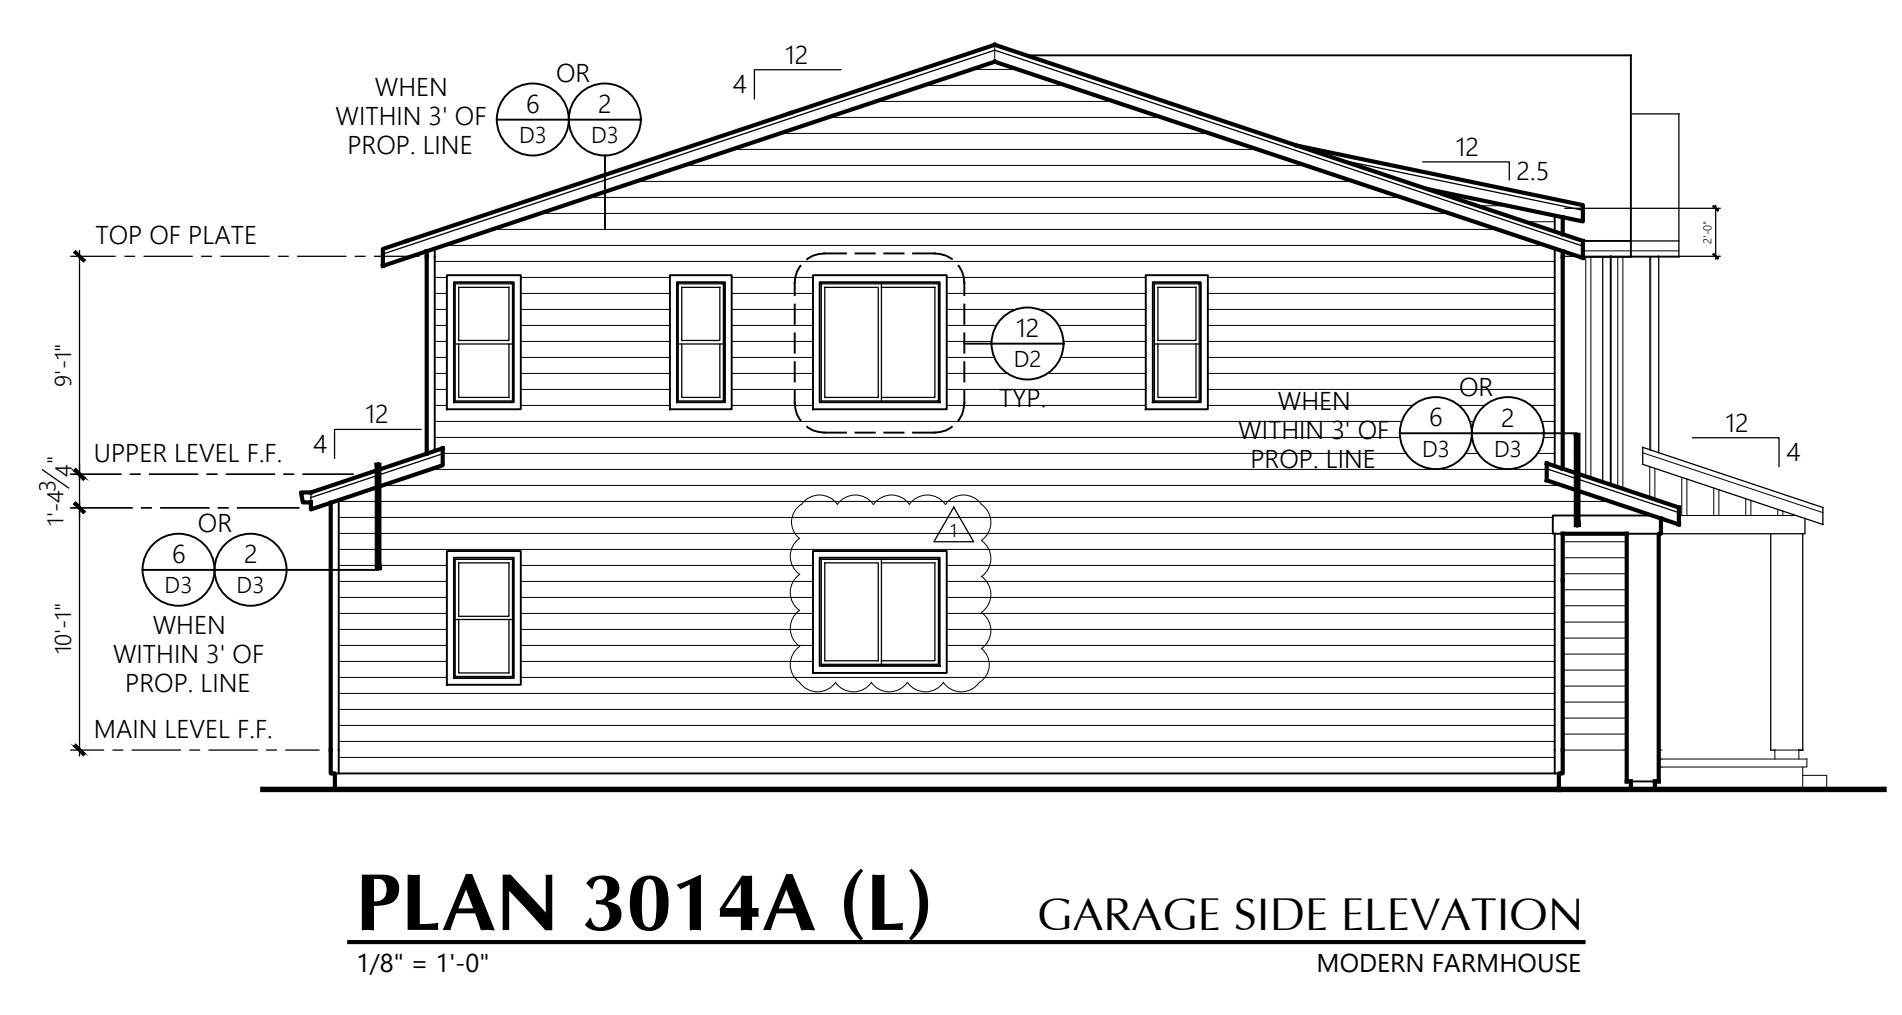 12
4
WHEN
WITHIN 3' OF
PROP. LINE
OR
6
D3
2
D3
12
2.5
TOP OF PLATE
2'-0"
9'-1"
12
D2
TYP.
WHEN
WITHIN 3' OF
PROP. LINE
OR
6
D3
2
D3
12
4
12
4
UPPER LEVEL F.F.
1'-4 3/4"
OR
6
D3
2
D3
WHEN
WITHIN 3' OF
PROP. LINE
1
10'-1"
MAIN LEVEL F.F.
PLAN 3014A (L)
GARAGE SIDE ELEVATION
1/8" = 1'-0"
MODERN FARMHOUSE